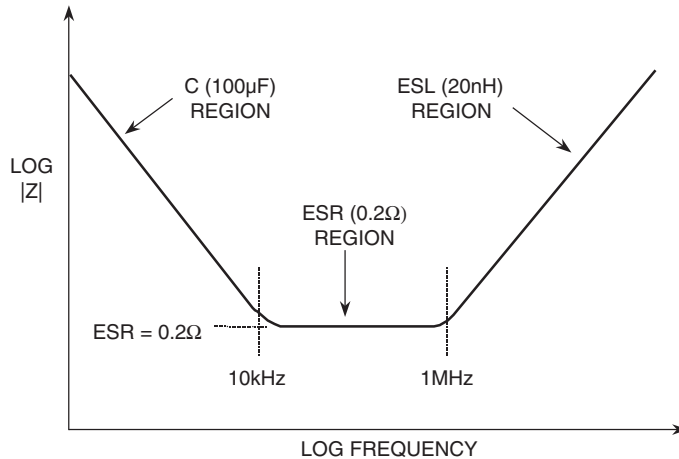 C (100μF)
REGION
ESL (20nH)
REGION
LOG
|Z|
ESR (0.2Ω)
REGION
ESR = 0.2Ω
10kHz
1MHz
LOG FREQUENCY